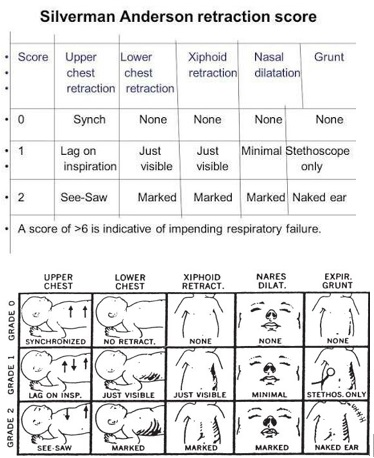 Silverman Anderson retraction score
Score Upper Lower Xiphoid Nasal Grunt
chest chest retraction dilatation
retraction retraction
0 Synch None None None None
1 Lag on Just Just Minimal Stethoscope
inspiration visible visible only
2 See-Saw Marked Marked Marked Naked ear
A score of >6 is indicative of impending respiratory failure.
UPPER LOWER XIPHOID NARES EXPIR.
CHEST CHEST RETRACT. DILAT. GRUNT
GRADE 0
SYNCHRONIZED NO RETRACT. NONE NONE NONE
GRADE 1
LAG ON INSP. JUST VISIBLE JUST VISIBLE MINIMAL STETHOS. ONLY
GRADE 2
SEE-SAW MARKED MARKED MARKED NAKED EAR